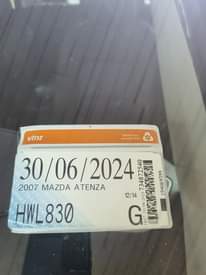 vtnz
30/06/2024
2007 MAZDA ATENZA
12/14
HWL830
G